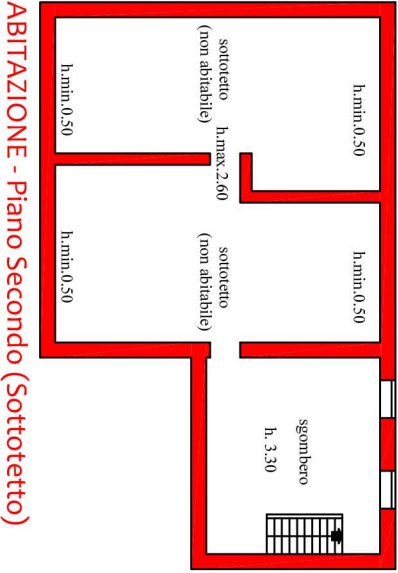 h.min.0.50
h.min.0.50
sgombero
h. 3.30
sottotetto
(non abitabile)
h.max.2.60
sottotetto
(non abitabile)
h.min.0.50
h.min.0.50
ABITAZIONE - Piano Secondo (Sottotetto)